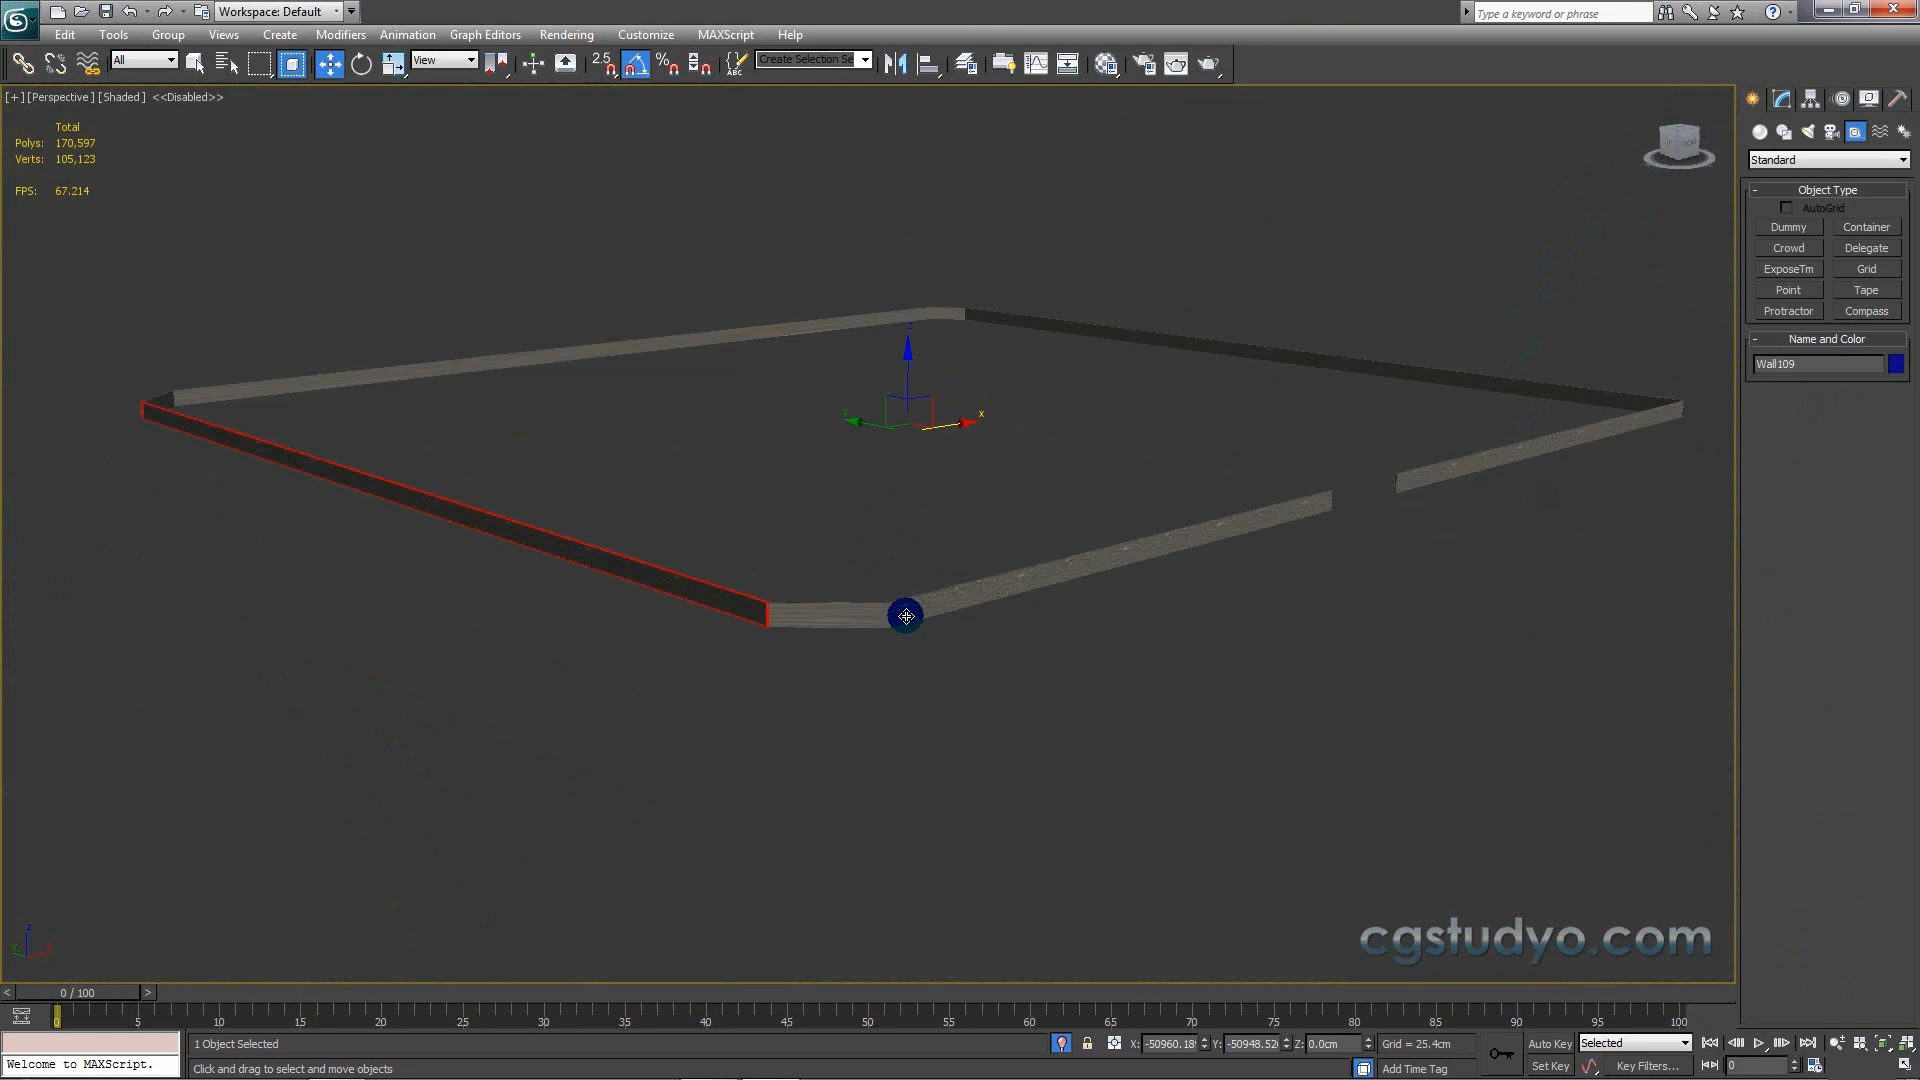 Workspace: Default
Type a keyword or phrase
Edit Tools Group Views Create Modifiers Animation Graph Editors Rendering Customize MAXScript Help
All View 2.5 Create Selection Se
[+] [Perspective] [Shaded] <<Disabled>>
Total
Polys: 170,597
Verts: 105,123
FPS: 67.214
Standard
Object Type
AutoGrid
Dummy Container
Crowd Delegate
ExposeTm Grid
Point Tape
Protractor Compass
Name and Color
Wall109
z
y x
cgstudyo.com
z
y x
0 / 100
0 5 10 15 20 25 30 35 40 45 50 55 60 65 70 75 80 85 90 95 100
1 Object Selected X: Y: Z: 0.0cm Grid = 25.4cm Auto Key Selected
Welcome to MAXScript. Click and drag to select and move objects Add Time Tag Set Key Key Filters... 0